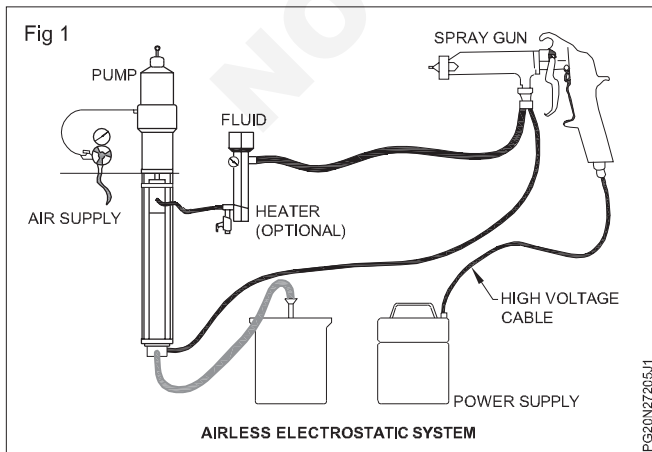 Fig 1
PUMP
SPRAY GUN
FLUID
AIR SUPPLY
HEATER
(OPTIONAL)
HIGH VOLTAGE
CABLE
POWER SUPPLY
AIRLESS ELECTROSTATIC SYSTEM
PG20N27205J1
NO